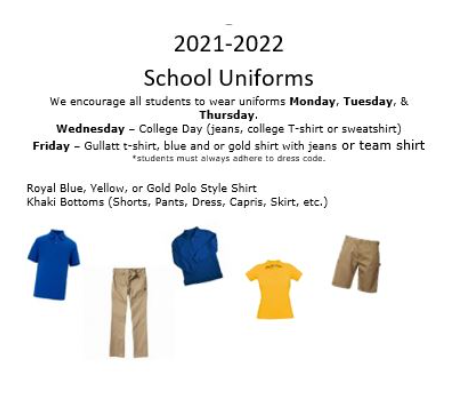 2021-2022
School Uniforms
We encourage all students to wear uniforms Monday, Tuesday, &
Thursday.
Wednesday – College Day (jeans, college T-shirt or sweatshirt)
Friday – Gullatt t-shirt, blue and or gold shirt with jeans or team shirt
*students must always adhere to dress code.
Royal Blue, Yellow, or Gold Polo Style Shirt
Khaki Bottoms (Shorts, Pants, Dress, Capris, Skirt, etc.)